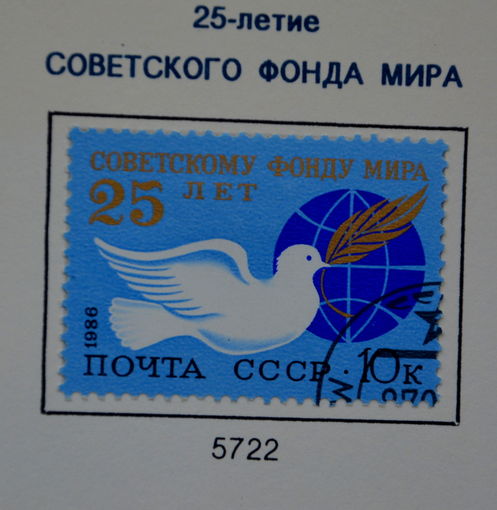 25-летие
СОВЕТСКОГО ФОНДА МИРА
СОВЕТСКОМУ ФОНДУ МИРА
25 ЛЕТ
1986
ПОЧТА СССР · 10к
5722